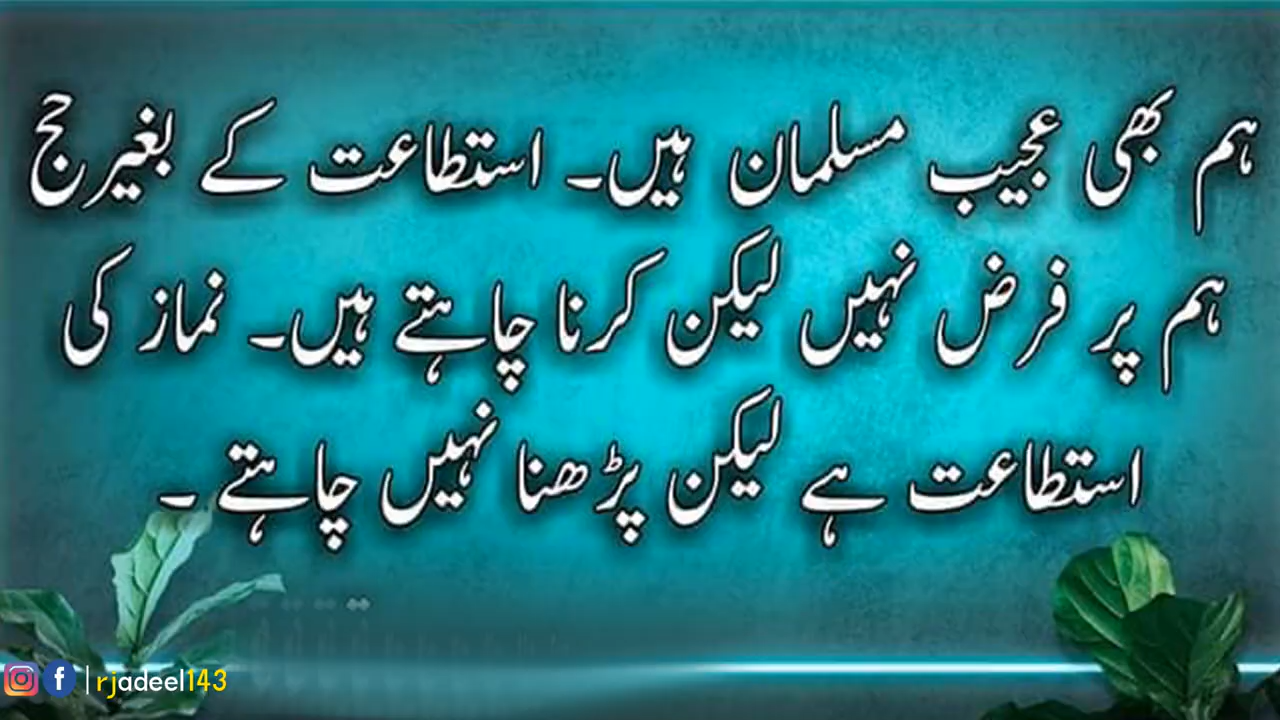 ہم بھی عجیب مسلمان ہیں۔ استطاعت کے بغیر حج
ہم پر فرض نہیں لیکن کرنا چاہتے ہیں۔ نماز کی
استطاعت ہے لیکن پڑھنا نہیں چاہتے ۔
| rjadeel143